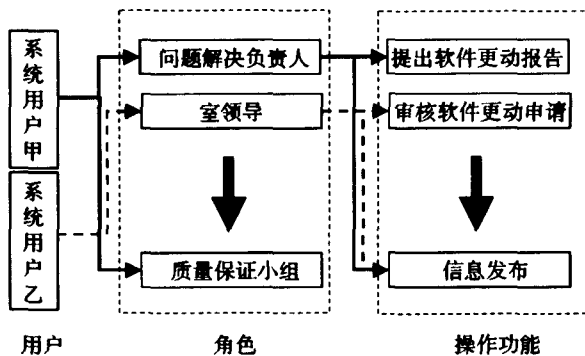 系统用户甲
系统用户乙
问题解决负责人
室领导
质量保证小组
提出软件更动报告
审核软件更动申请
信息发布
用户
角色
操作功能